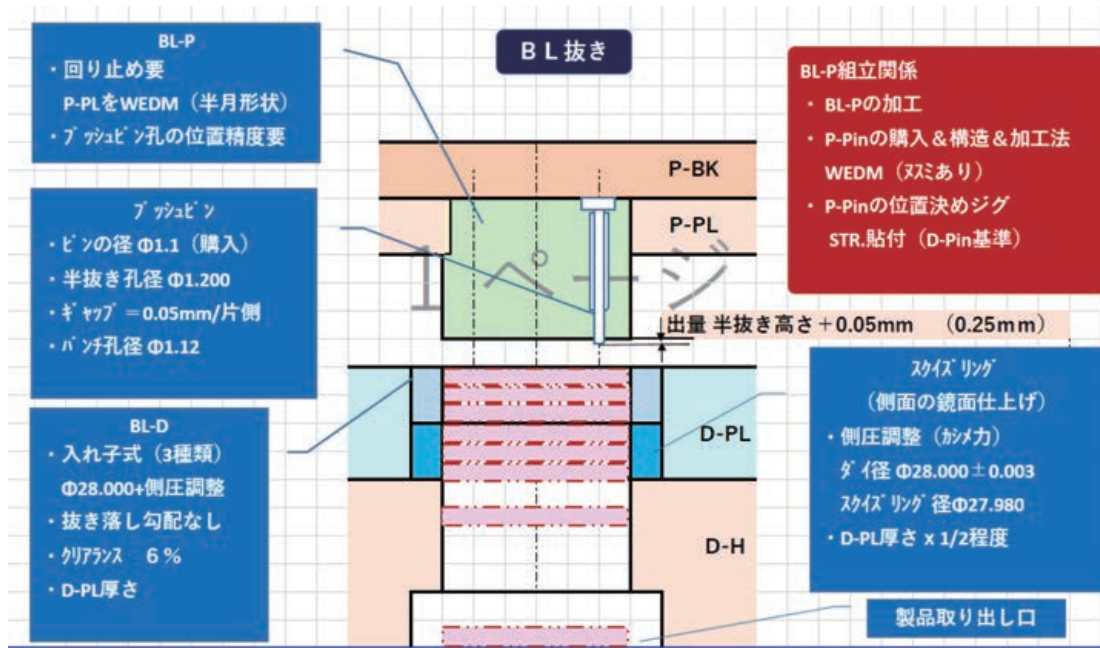 BL-P
・回り止め要
P-PLをWEDM（半月形状）
・ﾌﾟｯｼｭﾋﾟﾝ孔の位置精度要
ＢＬ抜き
BL-P組立関係
・ BL-Pの加工
・ P-Pinの購入＆構造＆加工法
WEDM（ﾇｽﾐあり）
・ P-Pinの位置決めジグ
STR.貼付（D-Pin基準）
P-BK
P-PL
ﾌﾟｯｼｭﾋﾟﾝ
・ピンの径 Φ1.1（購入）
・半抜き孔径 Φ1.200
・ｷﾞｬｯﾌﾟ＝0.05mm/片側
・ﾊﾟﾝﾁ孔径 Φ1.12
1 ページ
出量 半抜き高さ＋0.05mm （0.25mm）
BL-D
・入れ子式（3種類）
Φ28.000+側圧調整
・抜き落し勾配なし
・ｸﾘｱﾗﾝｽ 6％
・D-PL厚さ
D-PL
D-H
ｽｸｲｽﾞﾘﾝｸﾞ
（側面の鏡面仕上げ）
・側圧調整（ｶｼﾒ力）
ﾀﾞｲ径 Φ28.000±0.003
ｽｸｲｽﾞﾘﾝｸﾞ径Φ27.980
・D-PL厚さ x 1/2程度
製品取り出し口